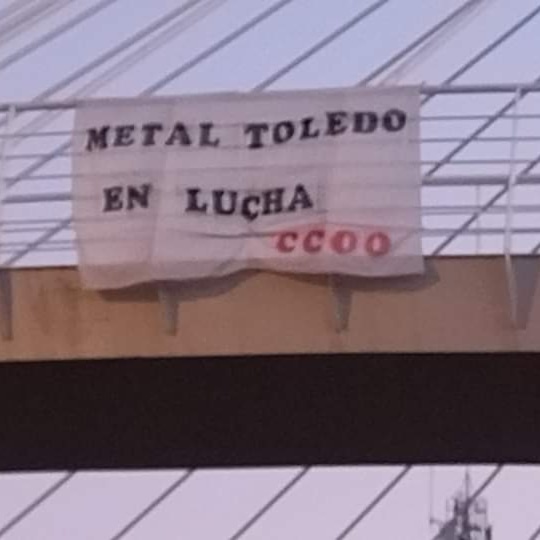 METAL TOLEDO
EN LUCHA
CCOO